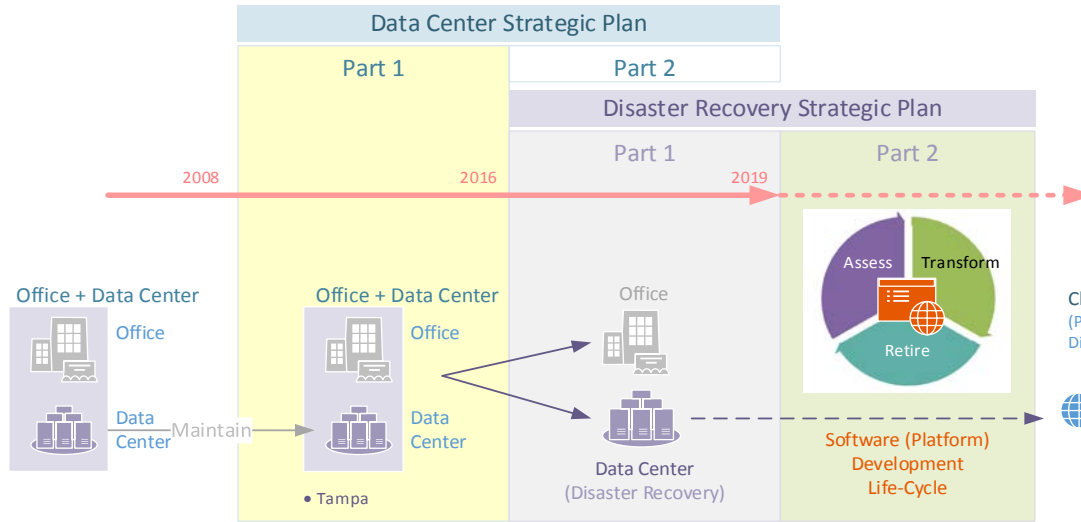 Data Center Strategic Plan
Part 1
Part 2
Disaster Recovery Strategic Plan
Part 1
Part 2
2008
2016
2019
Assess
Transform
Retire
Office + Data Center
Office
Data
Center
Maintain
Office + Data Center
Office
Data
Center
• Tampa
Office
Data Center
(Disaster Recovery)
Software (Platform)
Development
Life-Cycle